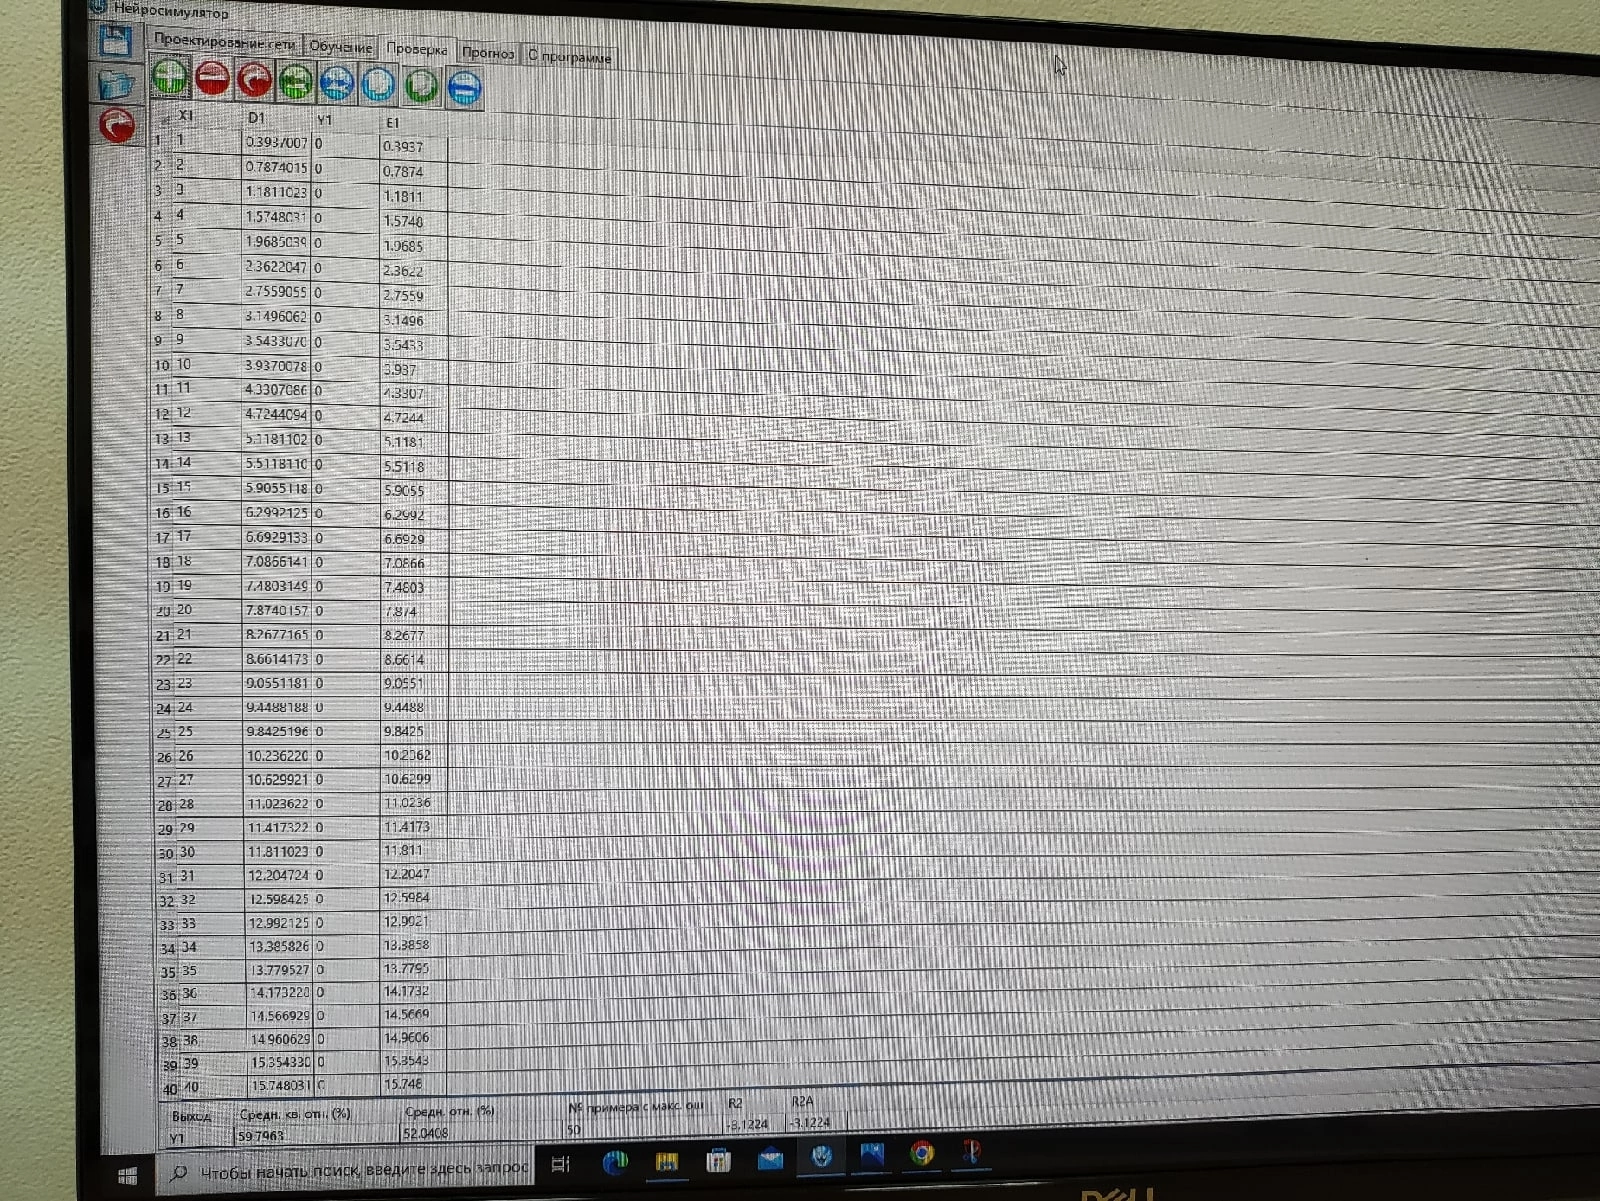 Нейросимулятор
Проектирование сети Обучение Проверка Прогноз О программе
X1 D1 Y1 E1
1 1 0.3937007 0 0.3937
2 2 0.7874015 0 0.7874
3 3 1.1811023 0 1.1811
4 4 1.5748031 0 1.5748
5 5 1.9685039 0 1.9685
6 6 2.3622047 0 2.3622
7 7 2.7559055 0 2.7559
8 8 3.1496062 0 3.1496
9 9 3.5433070 0 3.5433
10 10 3.9370078 0 3.937
11 11 4.3307086 0 4.3307
12 12 4.7244094 0 4.7244
13 13 5.1181102 0 5.1181
14 14 5.5118110 0 5.5118
15 15 5.9055118 0 5.9055
16 16 6.2992125 0 6.2992
17 17 6.6929133 0 6.6929
18 18 7.0866141 0 7.0866
19 19 7.4803149 0 7.4803
20 20 7.8740157 0 7.874
21 21 8.2677165 0 8.2677
22 22 8.6614173 0 8.6614
23 23 9.0551181 0 9.0551
24 24 9.4488188 0 9.4488
25 25 9.8425196 0 9.8425
26 26 10.236220 0 10.2362
27 27 10.629921 0 10.6299
28 28 11.023622 0 11.0236
29 29 11.417322 0 11.4173
30 30 11.811023 0 11.811
31 31 12.204724 0 12.2047
32 32 12.598425 0 12.5984
33 33 12.992125 0 12.9921
34 34 13.385826 0 13.3858
35 35 13.779527 0 13.7795
36 36 14.173228 0 14.1732
37 37 14.566929 0 14.5669
38 38 14.960629 0 14.9606
39 39 15.354330 0 15.3543
40 40 15.748031 0 15.748
Выход Средн. кв. отн. (%) Средн. отн. (%) № примера с макс. ош R2 R2A
Y1 59.7963 52.0408 50 -3.1224 -3.1224
Чтобы начать поиск, введите здесь запрос
DELL